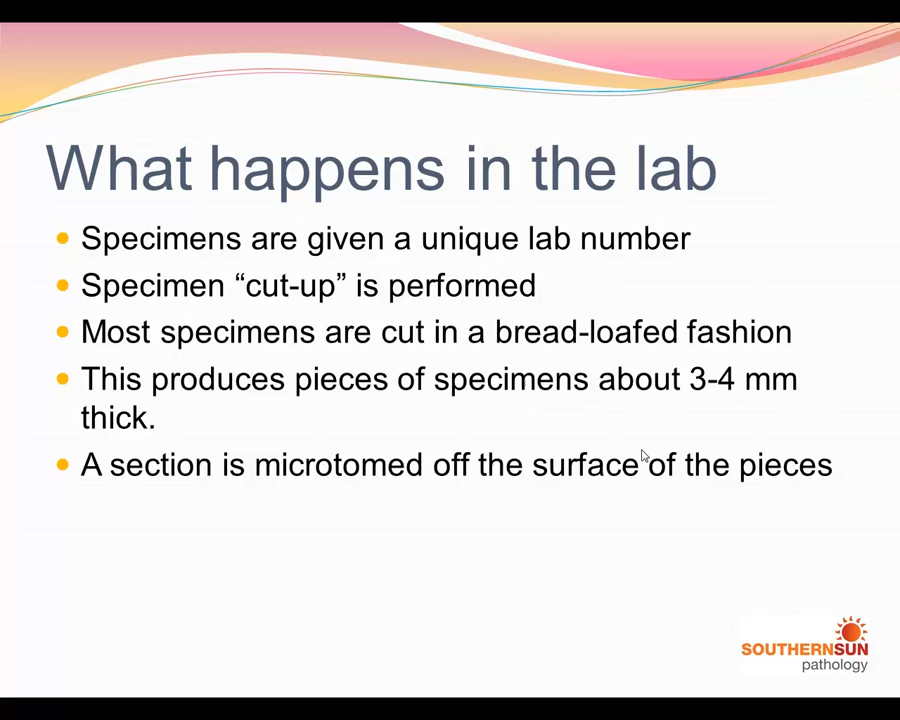 What happens in the lab
Specimens are given a unique lab number
Specimen “cut-up” is performed
Most specimens are cut in a bread-loafed fashion
This produces pieces of specimens about 3-4 mm
thick.
A section is microtomed off the surface of the pieces
SOUTHERNSUN
pathology